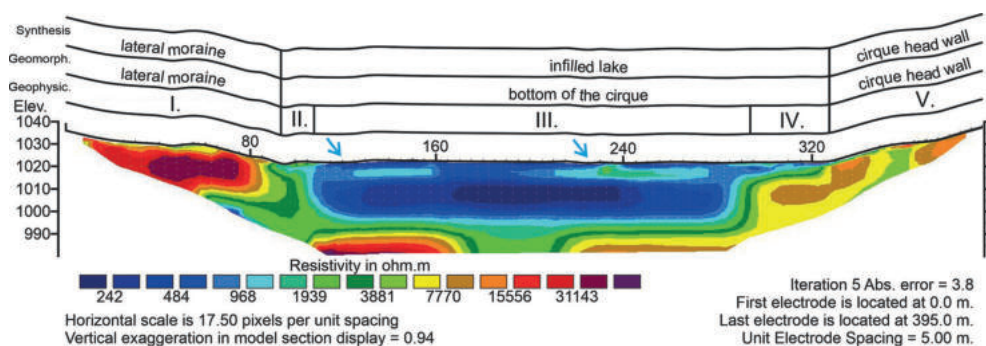 Synthesis
lateral moraine
infilled lake
cirque head wall
Geomorph.
lateral moraine
bottom of the cirque
cirque head wall
Geophysic.
I.
II.
III.
IV.
V.
Elev.
1040
1030
1020
1010
1000
990
980
80
160
240
320
Resistivity in ohm.m
242 484 968 1939 3881 7770 15556 31143
Horizontal scale is 17.50 pixels per unit spacing
Vertical exaggeration in model section display = 0.94
Iteration 5 Abs. error = 3.8
First electrode is located at 0.0 m.
Last electrode is located at 395.0 m.
Unit Electrode Spacing = 5.00 m.